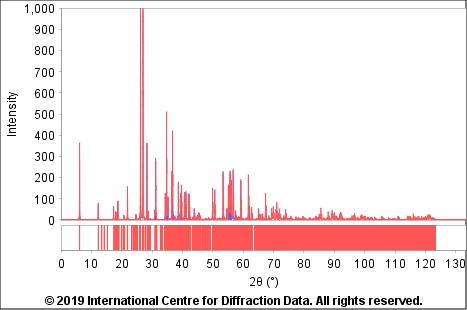 1,000
900
800
700
600
500
400
300
200
100
0
Intensity
0 10 20 30 40 50 60 70 80 90 100 110 120 130
2θ (°)
© 2019 International Centre for Diffraction Data. All rights reserved.